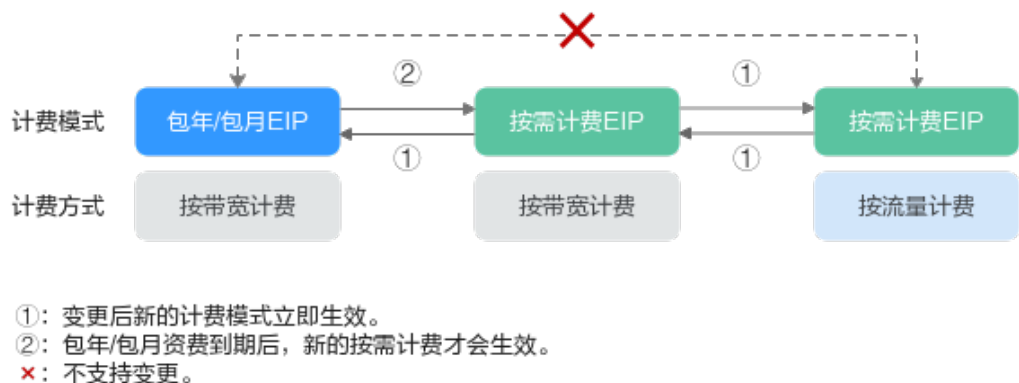 ② ①
计费模式 包年/包月EIP 按需计费EIP 按需计费EIP
① ①
计费方式 按带宽计费 按带宽计费 按流量计费
①：变更后新的计费模式立即生效。
②：包年/包月资费到期后，新的按需计费才会生效。
×：不支持变更。